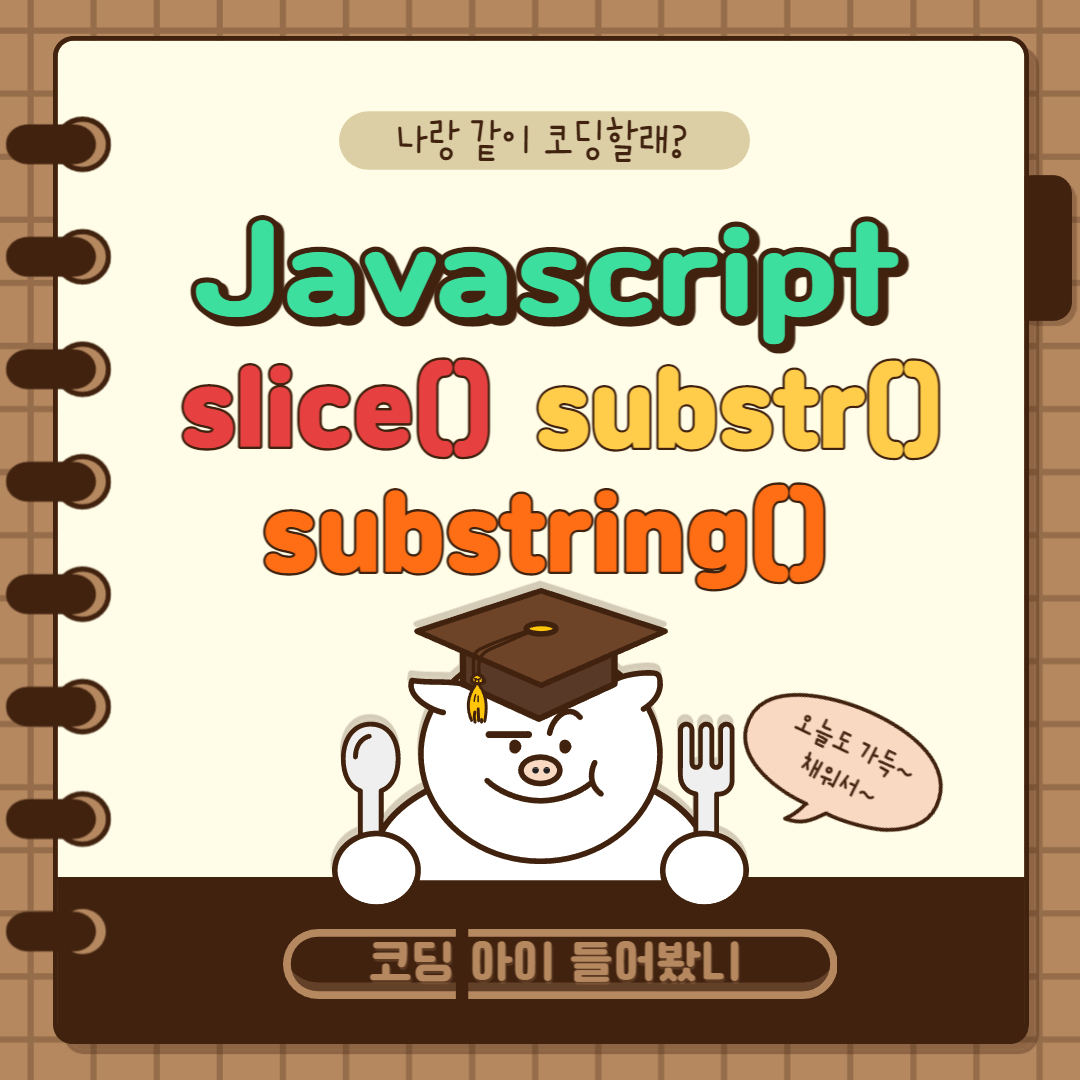 나랑 같이 코딩할래?
Javascript
slice() substr()
substring()
오늘도 가득~
채워서~
코딩 아이 들어봤니